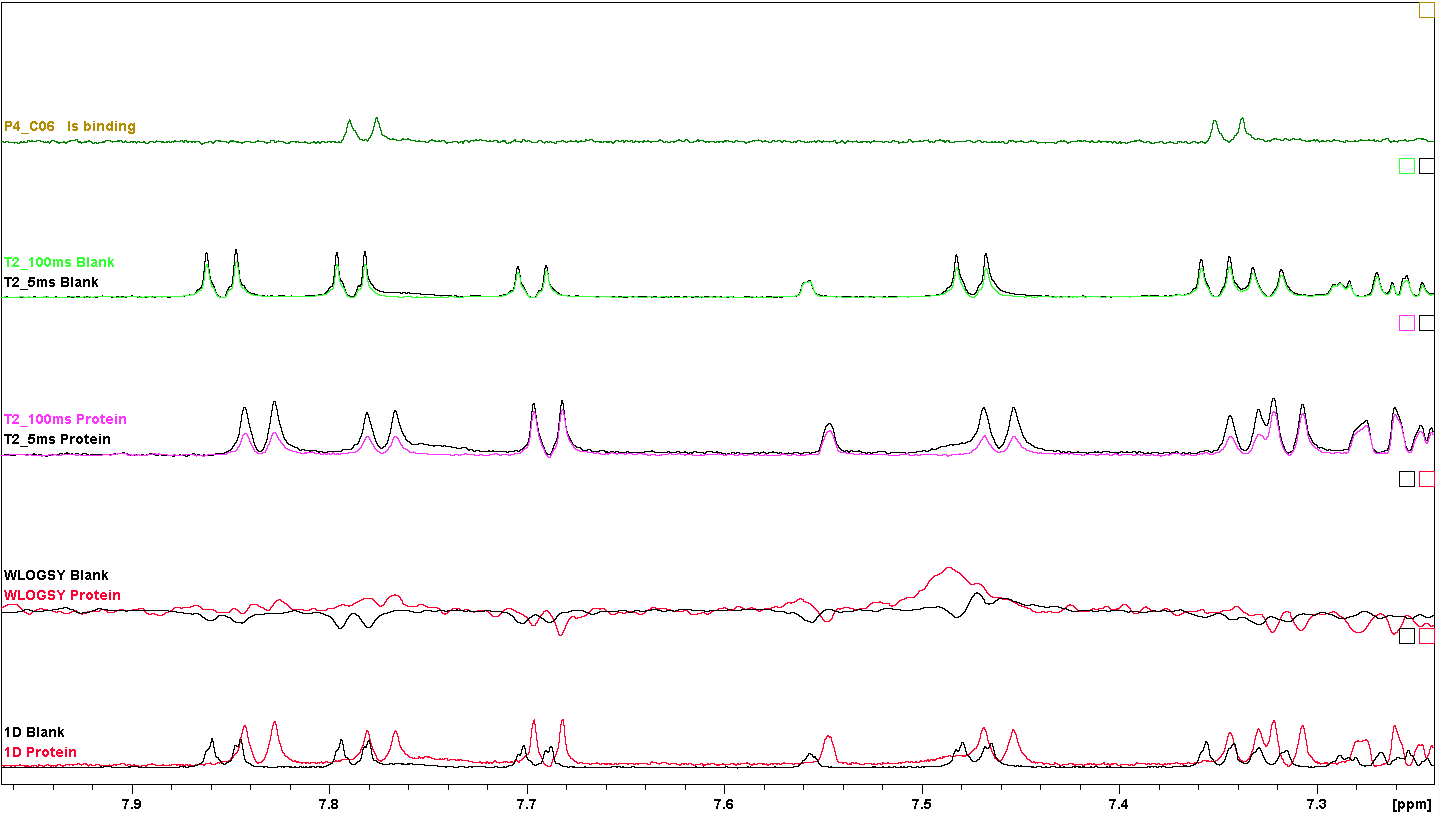 P4_C06 Is binding
T2_100ms Blank
T2_5ms Blank
T2_100ms Protein
T2_5ms Protein
WLOGSY Blank
WLOGSY Protein
1D Blank
1D Protein
7.9 7.8 7.7 7.6 7.5 7.4 7.3 [ppm]